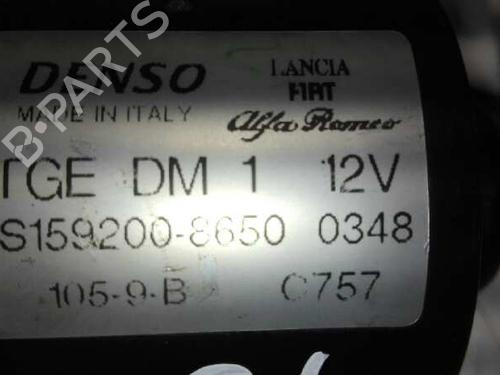 DENSO
LANCIA
FIAT
MADE IN ITALY
Alfa Romeo
TGE DM 1 12V
S159200-8650 0348
105-9-B C757
B-PARTS